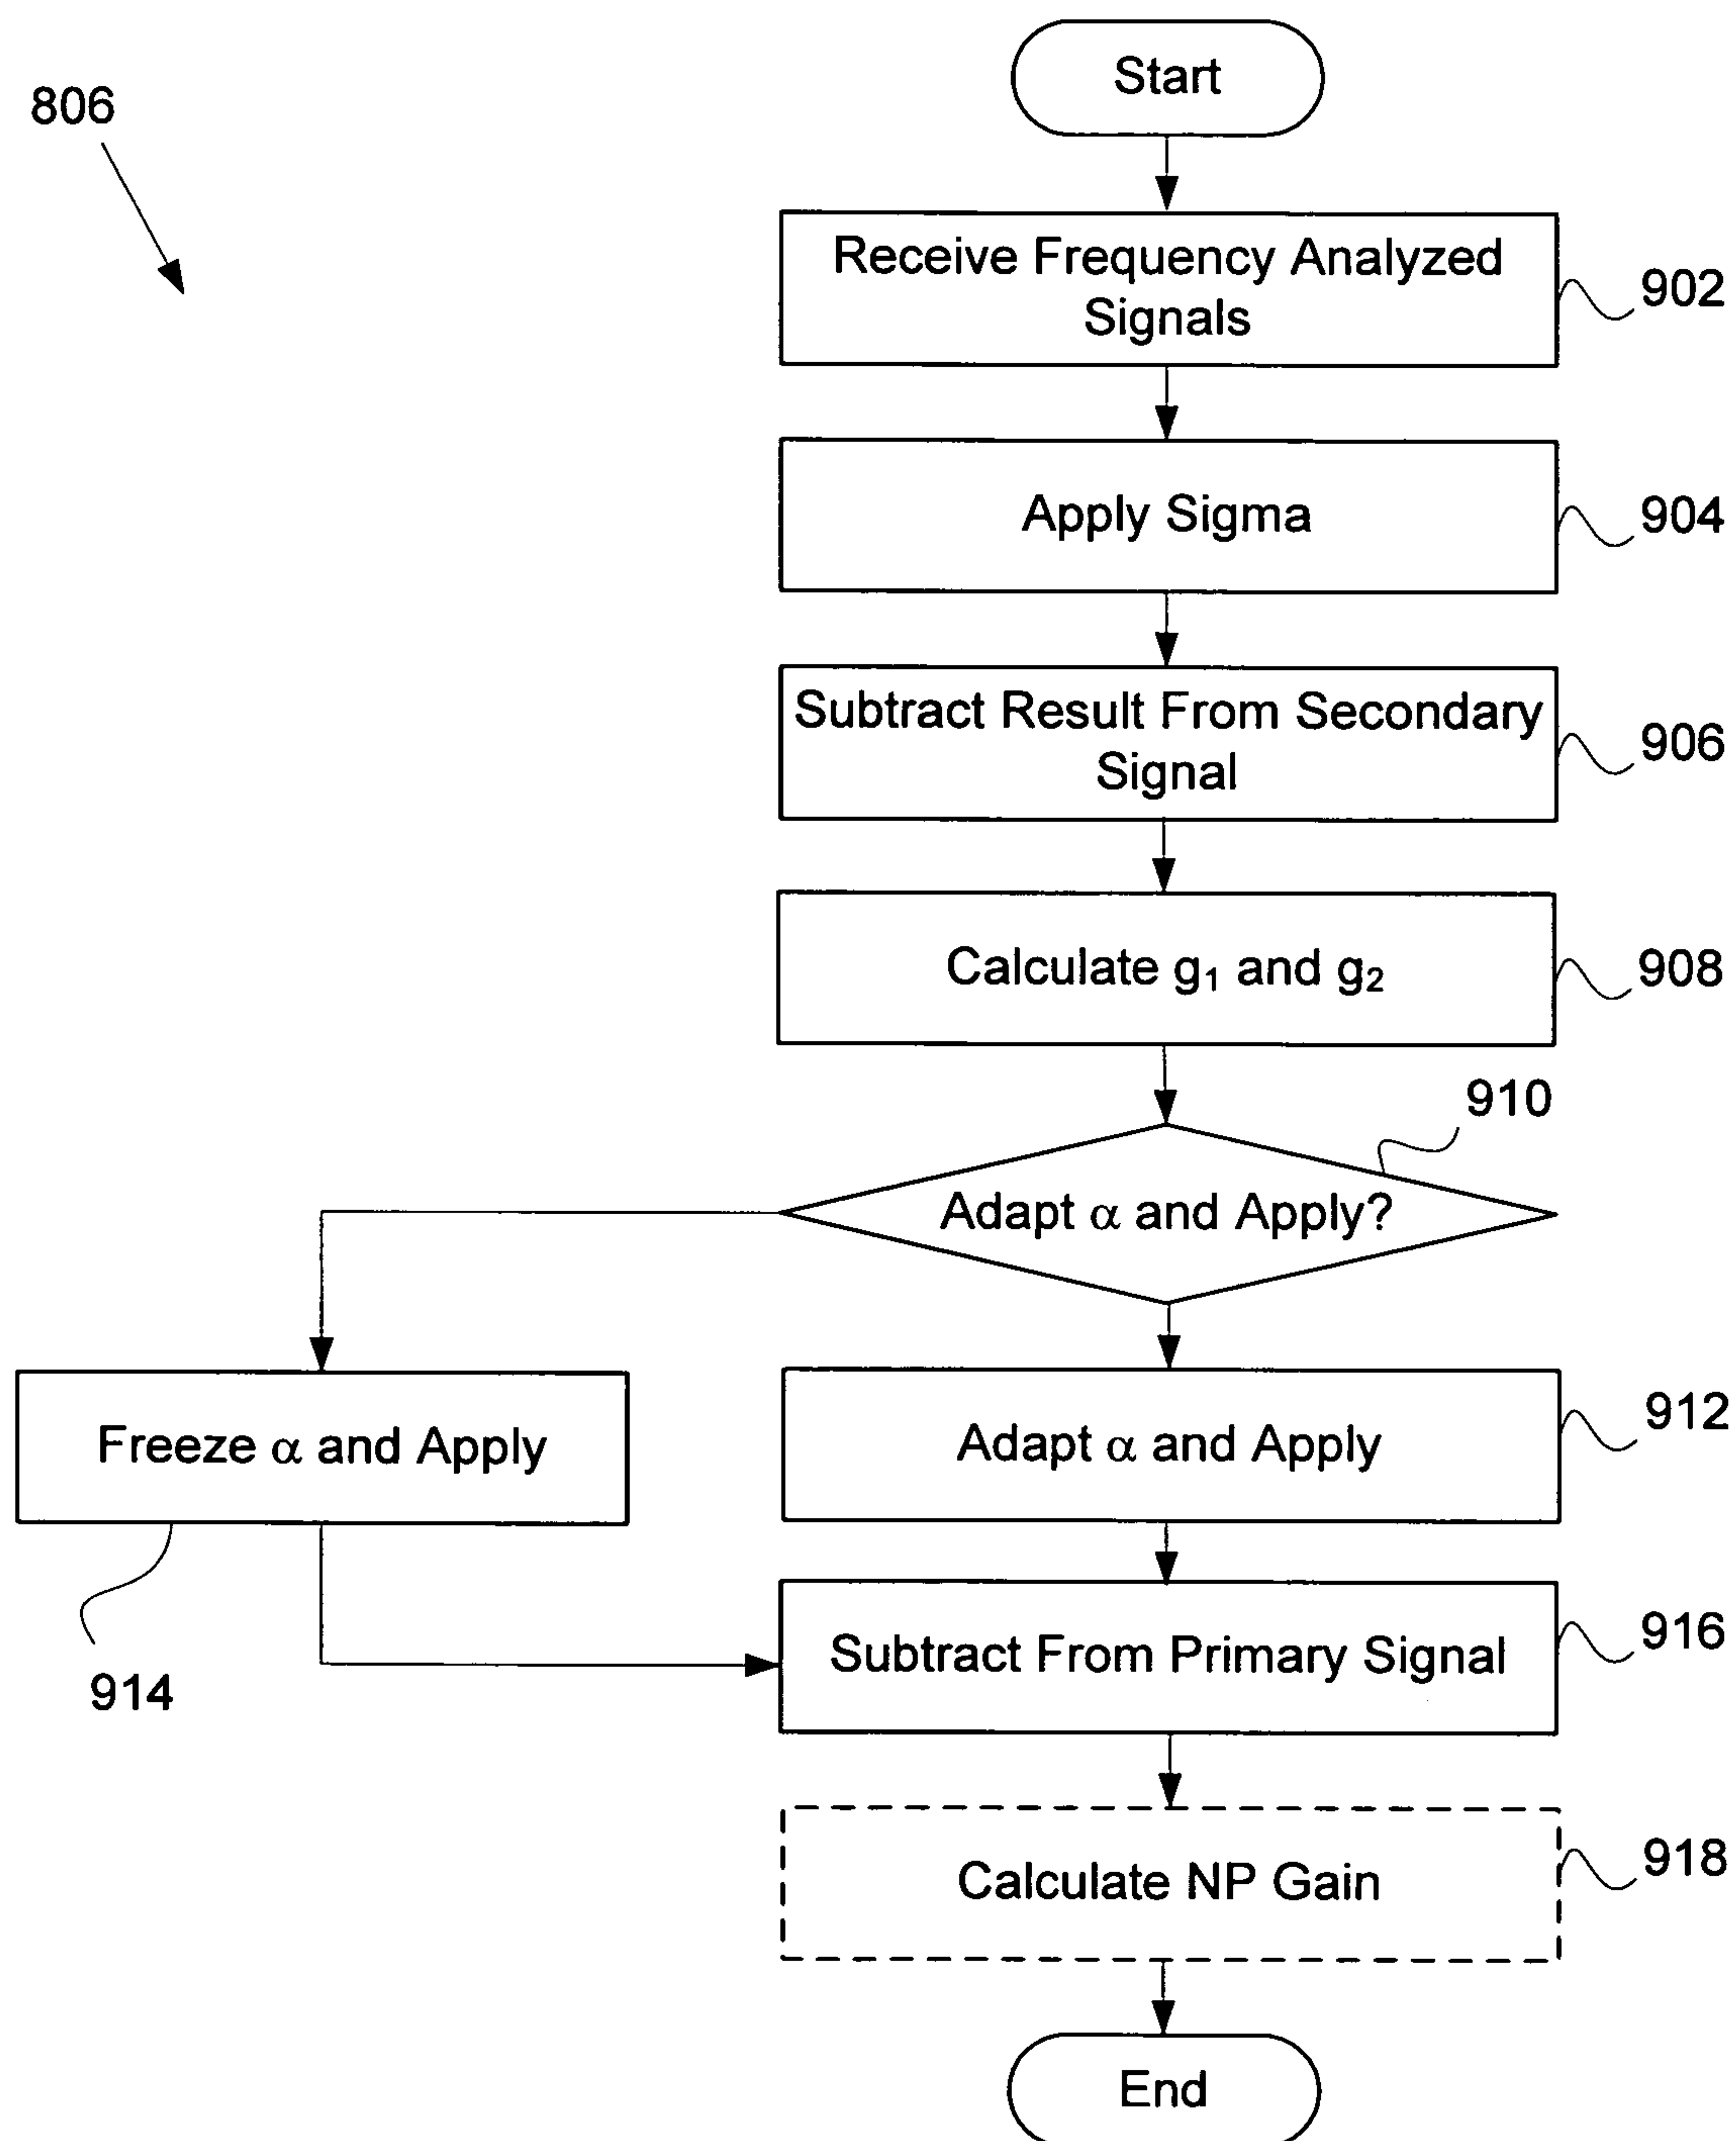 Start
806
Receive Frequency Analyzed
Signals
902
Apply Sigma
904
Subtract Result From Secondary
Signal
906
Calculate g₁ and g₂
908
910
Adapt α and Apply?
Freeze α and Apply
914
Adapt α and Apply
912
Subtract From Primary Signal
916
Calculate NP Gain
918
End